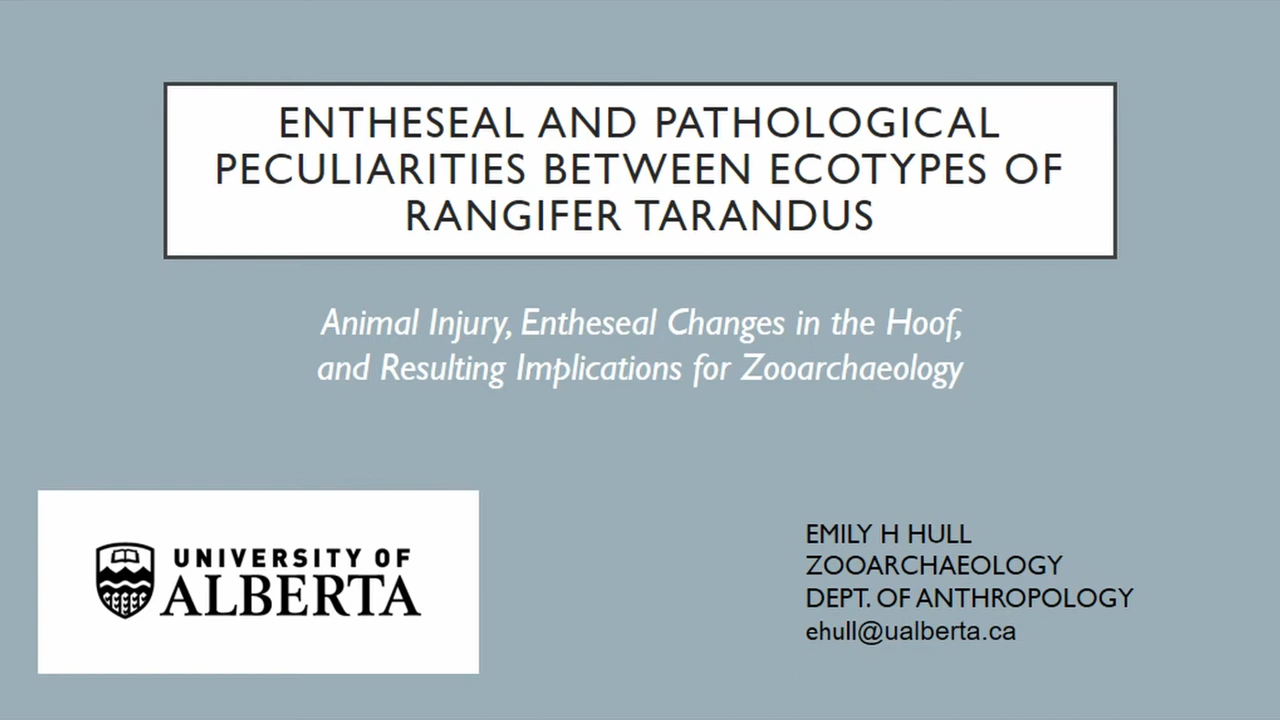 ENTHESEAL AND PATHOLOGICAL
PECULIARITIES BETWEEN ECOTYPES OF
RANGIFER TARANDUS
Animal Injury, Entheseal Changes in the Hoof,
and Resulting Implications for Zooarchaeology
UNIVERSITY OF
ALBERTA
EMILY H HULL
ZOOARCHAEOLOGY
DEPT. OF ANTHROPOLOGY
ehull@ualberta.ca